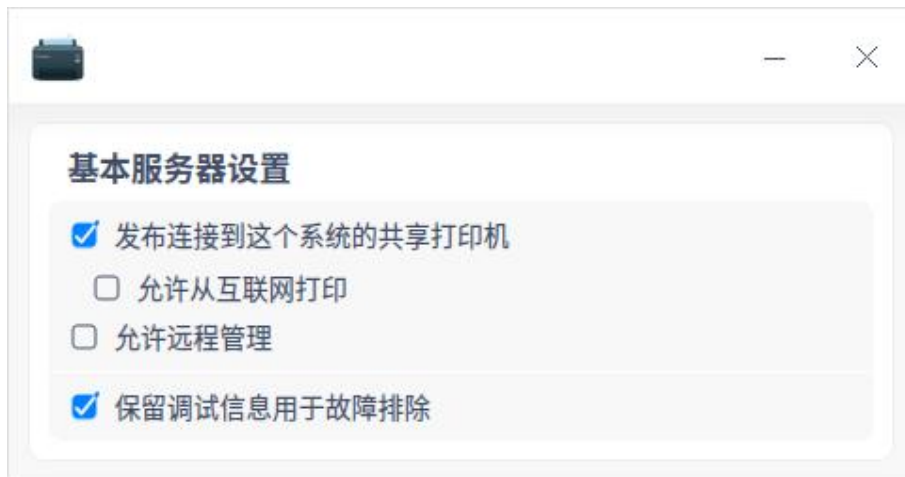 基本服务器设置
发布连接到这个系统的共享打印机
允许从互联网打印
允许远程管理
保留调试信息用于故障排除